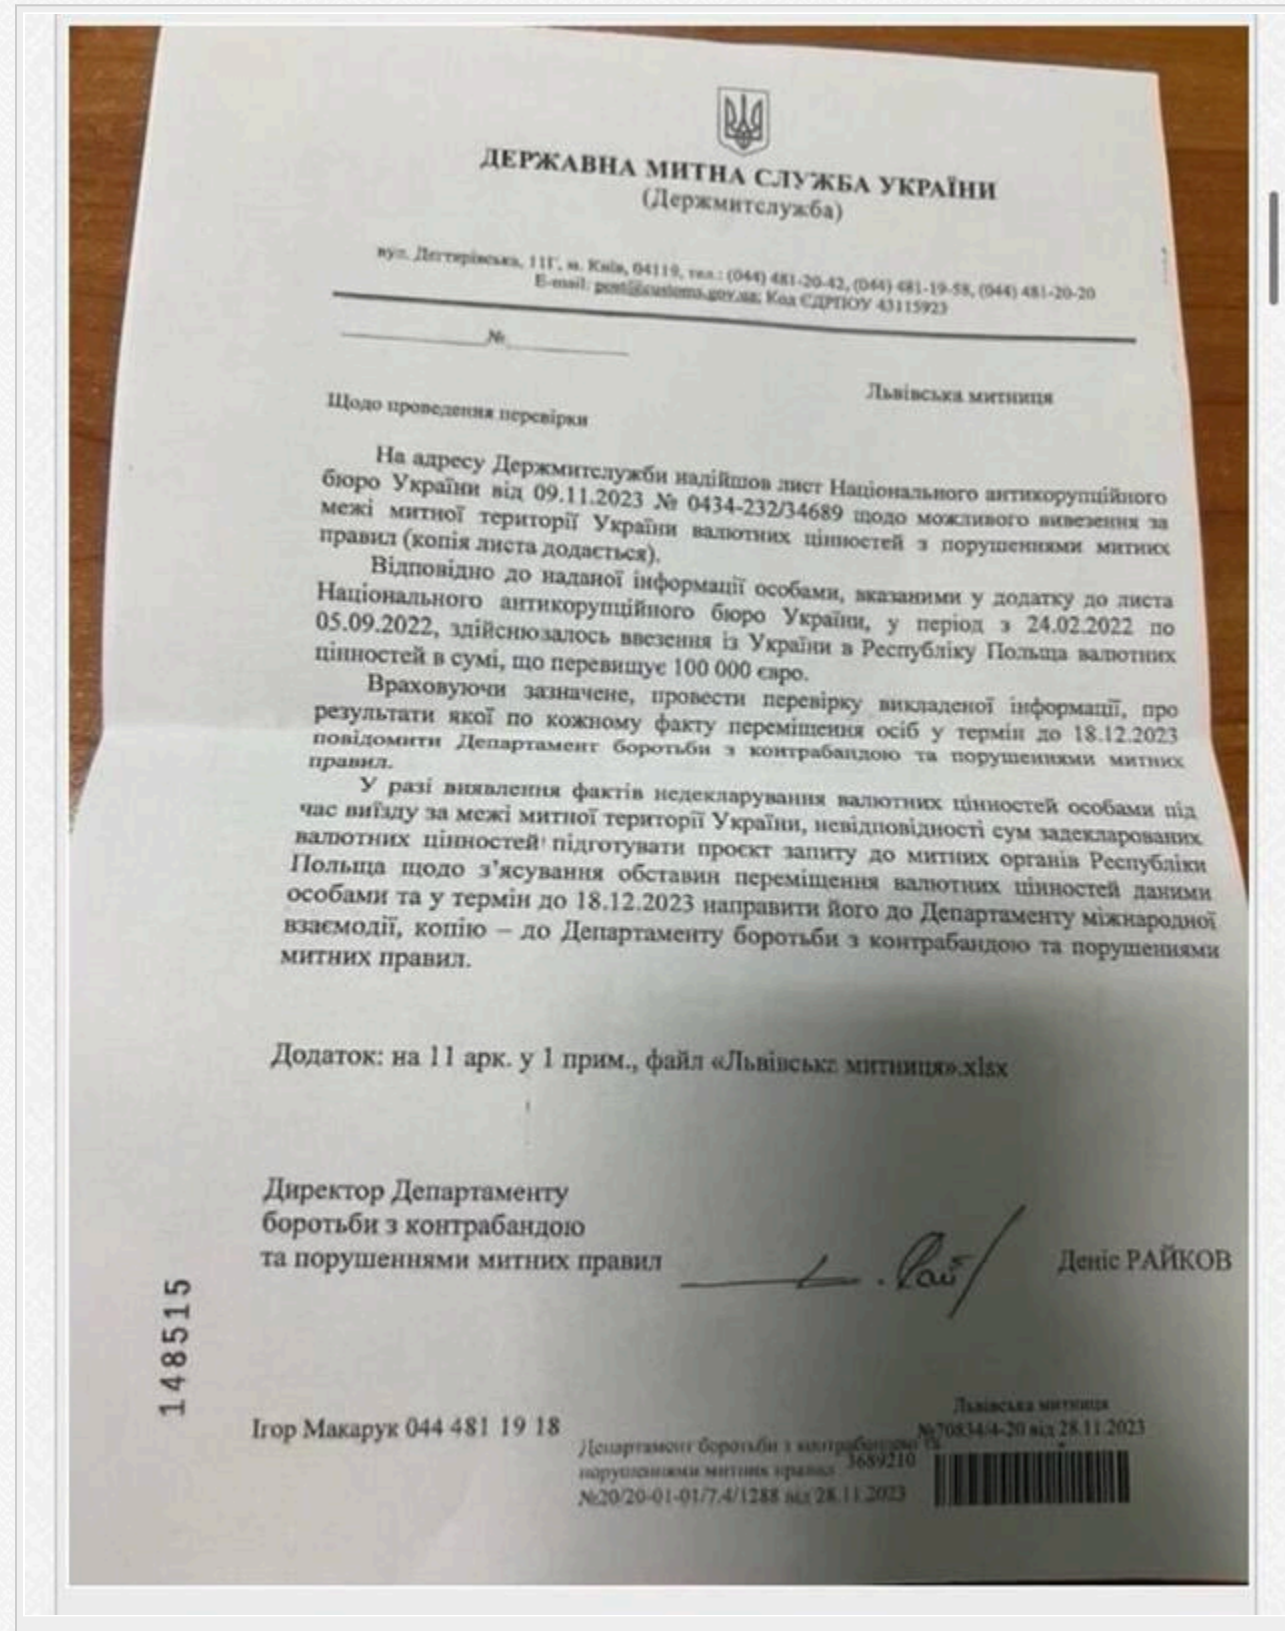 ДЕРЖАВНА МИТНА СЛУЖБА УКРАЇНИ
(Держмитслужба)
вул. Дегтярівська, 11Г, м. Київ, 04119, тел.: (044) 481-20-42, (044) 481-19-58, (044) 481-20-20
E-mail: post@customs.gov.ua; Код ЄДРПОУ 43115923
№
Львівська митниця
Щодо проведення перевірки
На адресу Держмитслужби надійшов лист Національного антикорупційного
бюро України від 09.11.2023 № 0434-232/34689 щодо можливого вивезення за
межі митної території України валютних цінностей з порушеннями митних
правил (копія листа додається).
Відповідно до наданої інформації особами, вказаними у додатку до листа
Національного антикорупційного бюро України, у період з 24.02.2022 по
05.09.2022, здійснювалось ввезення із України в Республіку Польща валютних
цінностей в сумі, що перевищує 100 000 євро.
Враховуючи зазначене, провести перевірку викладеної інформації, про
результати якої по кожному факту переміщення осіб у термін до 18.12.2023
повідомити Департамент боротьби з контрабандою та порушеннями митних
правил.
У разі виявлення фактів недекларування валютних цінностей особами під
час виїзду за межі митної території України, невідповідності сум задекларованих
валютних цінностей підготувати проєкт запиту до митних органів Республіки
Польща щодо з’ясування обставин переміщення валютних цінностей даними
особами та у термін до 18.12.2023 направити його до Департаменту міжнародної
взаємодії, копію – до Департаменту боротьби з контрабандою та порушеннями
митних правил.
Додаток: на 11 арк. у 1 прим., файл «Львівська митниця».xlsx
Директор Департаменту
боротьби з контрабандою
та порушеннями митних правил
Деніс РАЙКОВ
148515
Ігор Макарук 044 481 19 18
Львівська митниця
№70834/4-20 від 28.11.2023
Департамент боротьби з контрабандою та
порушеннями митних правил 3689210
№20/20-01-01/7.4/1288 від 28.11.2023